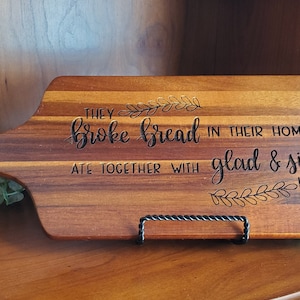 THEY
broke bread IN THEIR HOM
ATE TOGETHER WITH glad & si